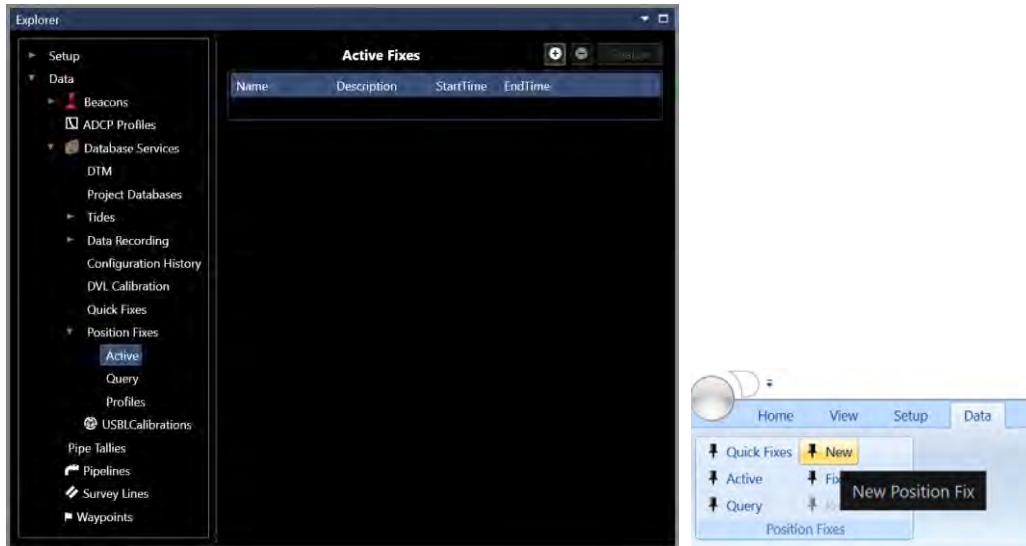 Explorer
Setup
Active Fixes
Data
Name Description StartTime EndTime
Beacons
ADCP Profiles
Database Services
DTM
Project Databases
Tides
Data Recording
Configuration History
DVL Calibration
Quick Fixes
Position Fixes
Active
Query
Profiles
USBLCalibrations
Pipe Tallies
Pipelines
Survey Lines
Waypoints
Home View Setup Data
Quick Fixes New
Active Fix
New Position Fix
Query
Position Fixes